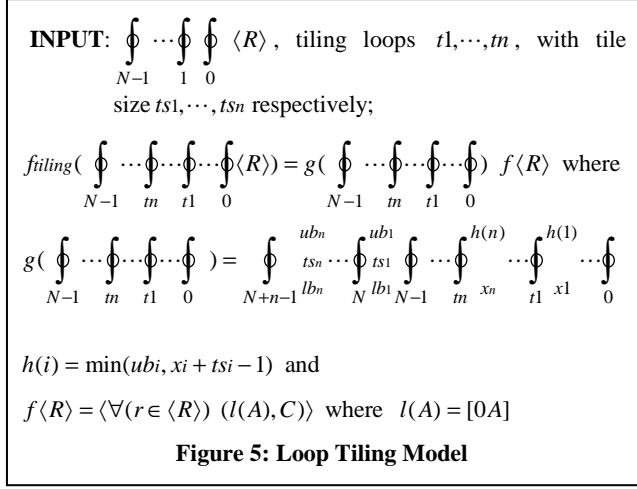 INPUT: ∮ ⋯ ∮ ∮ ⟨R⟩ , tiling loops t1,⋯,tn , with tile
N−1 1 0
size ts1,⋯,tsn respectively;
ftiling( ∮ ⋯ ∮ ⋯ ∮ ⋯ ∮ ⟨R⟩) = g( ∮ ⋯ ∮ ⋯ ∮ ⋯ ∮ ) f⟨R⟩ where
N−1 tn t1 0 N−1 tn t1 0
ubn ub1 h(n) h(1)
g( ∮ ⋯ ∮ ⋯ ∮ ⋯ ∮ ) = ∮ tsn ⋯ ∮ ts1 ∮ ⋯ ∮ ⋯ ∮ ⋯ ∮
N−1 tn t1 0 N+n−1 lbn N lb1 N−1 tn xn t1 x1 0
h(i) = min(ubi, xi + tsi − 1) and
f⟨R⟩ = ⟨∀(r ∈ ⟨R⟩) (l(A), C)⟩ where l(A) = [0A]
Figure 5: Loop Tiling Model